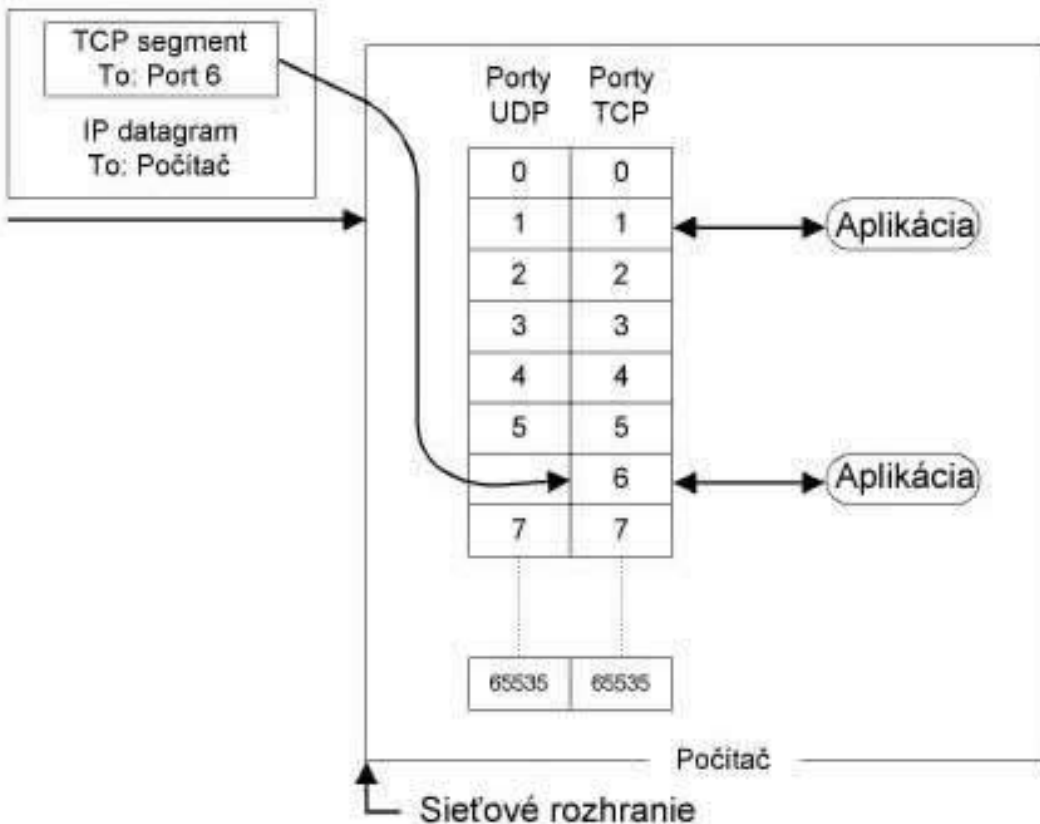 TCP segment
To: Port 6
IP datagram
To: Počítač
Porty UDP
Porty TCP
0 0
1 1
2 2
3 3
4 4
5 5
6
7 7
65535 65535
Aplikácia
Aplikácia
Počítač
Sieťové rozhranie